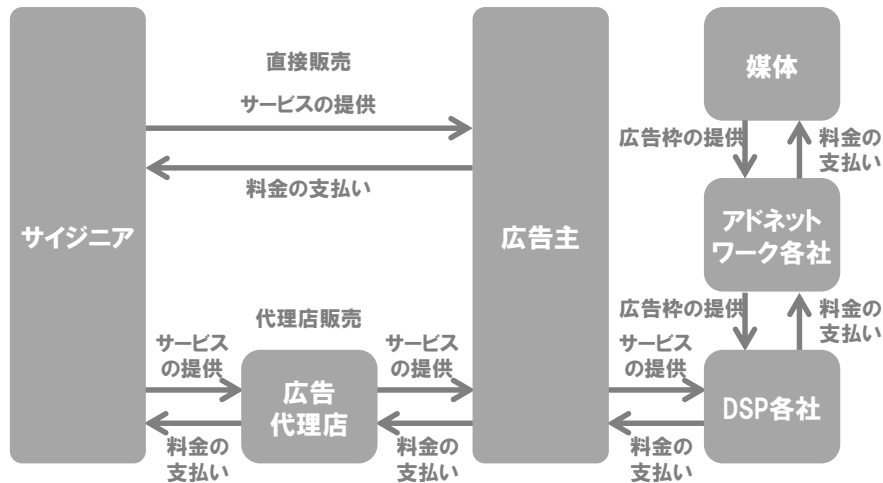 直接販売
サービスの提供
料金の支払い
サイジニア
代理店販売
サービス
の提供
広告
代理店
料金の
支払い
サービス
の提供
料金の
支払い
広告主
媒体
広告枠の提供
料金の
支払い
アドネット
ワーク各社
広告枠の提供
料金の
支払い
サービス
の提供
DSP各社
料金の
支払い